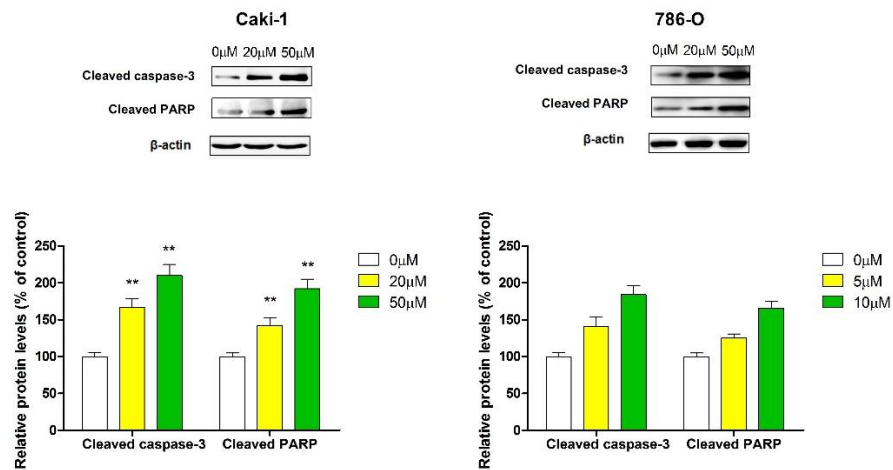 Caki-1
0μM 20μM 50μM
Cleaved caspase-3
Cleaved PARP
β-actin
786-O
0μM 20μM 50μM
Cleaved caspase-3
Cleaved PARP
β-actin
Relative protein levels (% of control)
250
200
150
100
50
0
** ** ** **
Cleaved caspase-3 Cleaved PARP
0μM
20μM
50μM
Relative protein levels (% of control)
250
200
150
100
50
0
Cleaved caspase-3 Cleaved PARP
0μM
5μM
10μM